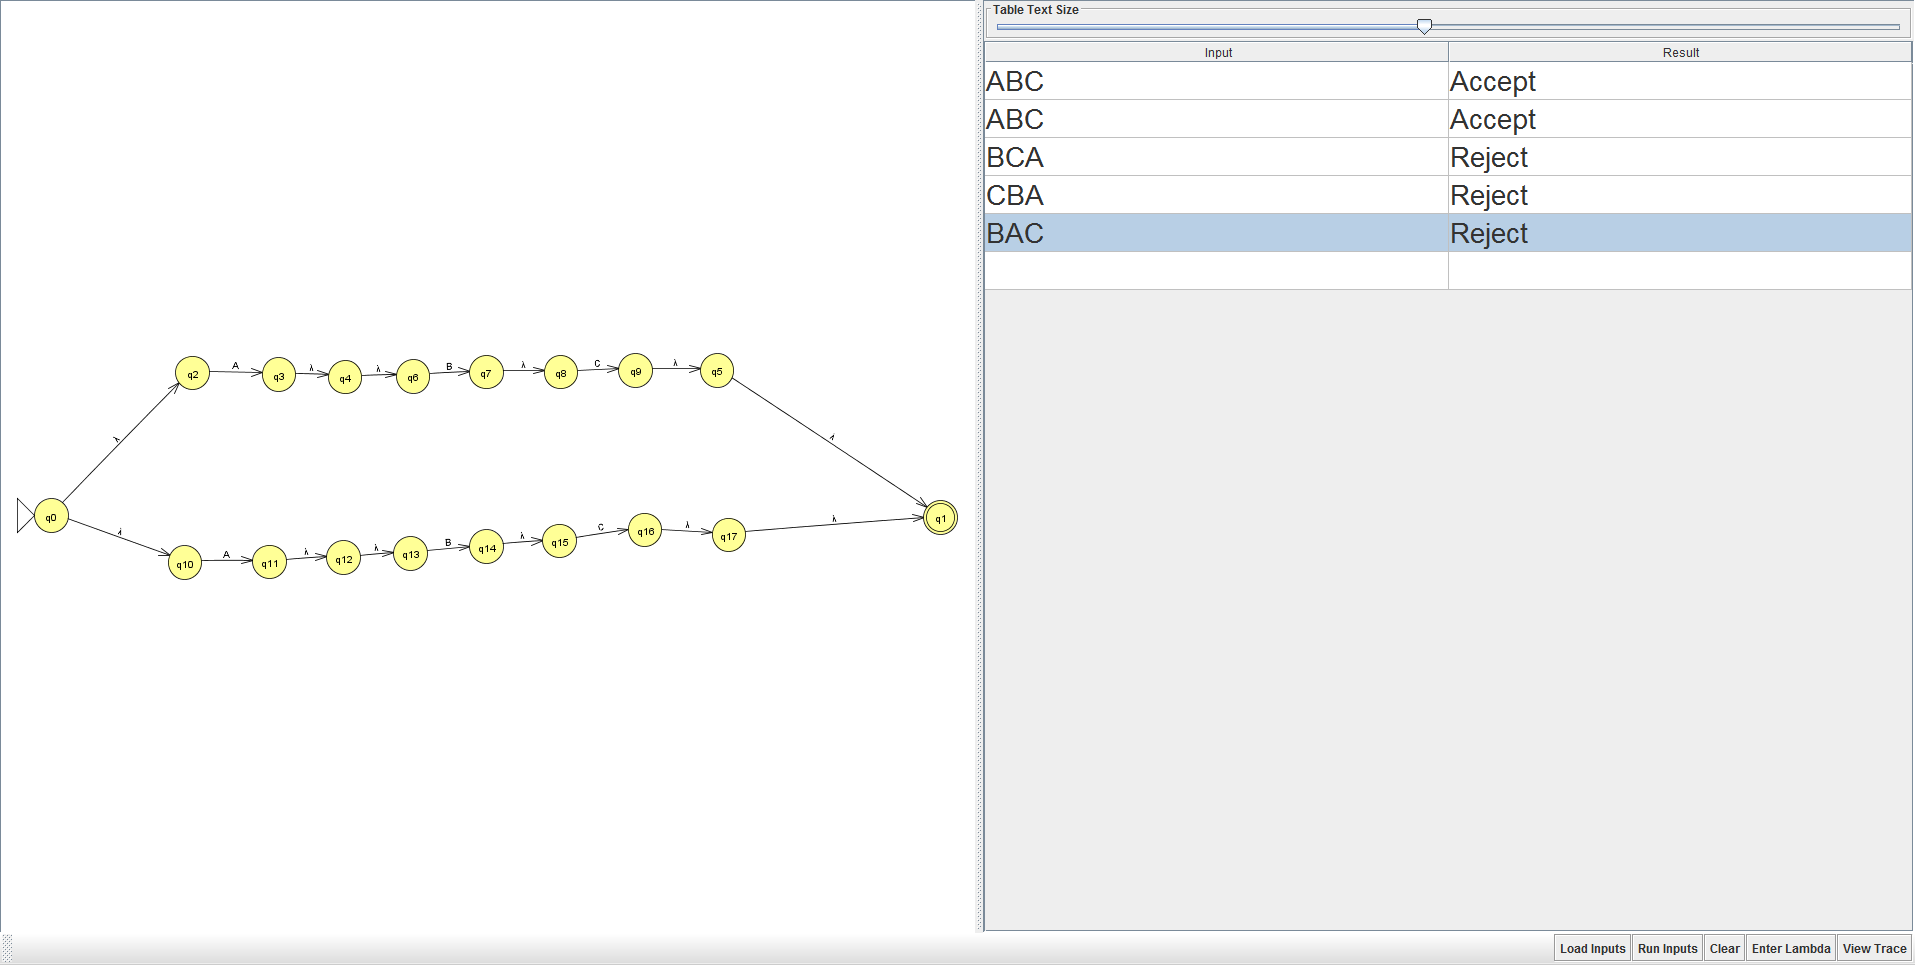 Table Text Size
Input Result
ABC Accept
ABC Accept
BCA Reject
CBA Reject
BAC Reject
q2 A q3 λ q4 λ q6 B q7 λ q8 C q9 λ q5
λ λ
q0 q1
λ λ
q10 A q11 λ q12 λ q13 B q14 λ q15 C q16 λ q17
Load Inputs Run Inputs Clear Enter Lambda View Trace